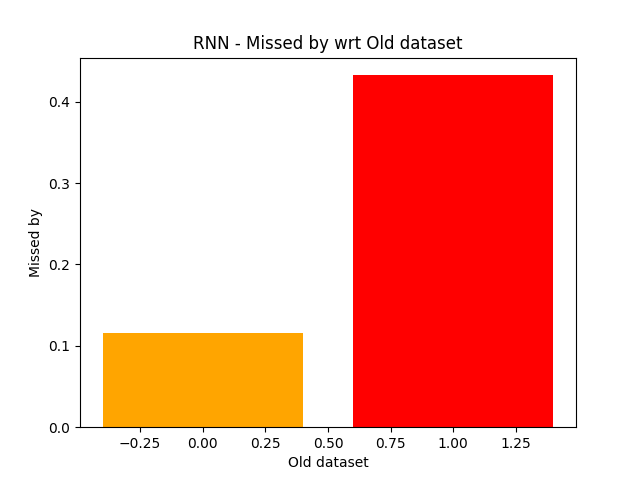 RNN - Missed by wrt Old dataset
Missed by
0.4
0.3
0.2
0.1
0.0
−0.25 0.00 0.25 0.50 0.75 1.00 1.25
Old dataset